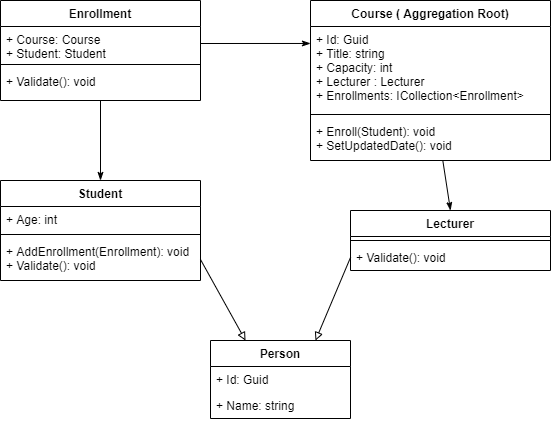 Enrollment
+ Course: Course
+ Student: Student
+ Validate(): void
Course ( Aggregation Root)
+ Id: Guid
+ Title: string
+ Capacity: int
+ Lecturer : Lecturer
+ Enrollments: ICollection<Enrollment>
+ Enroll(Student): void
+ SetUpdatedDate(): void
Student
+ Age: int
+ AddEnrollment(Enrollment): void
+ Validate(): void
Lecturer
+ Validate(): void
Person
+ Id: Guid
+ Name: string